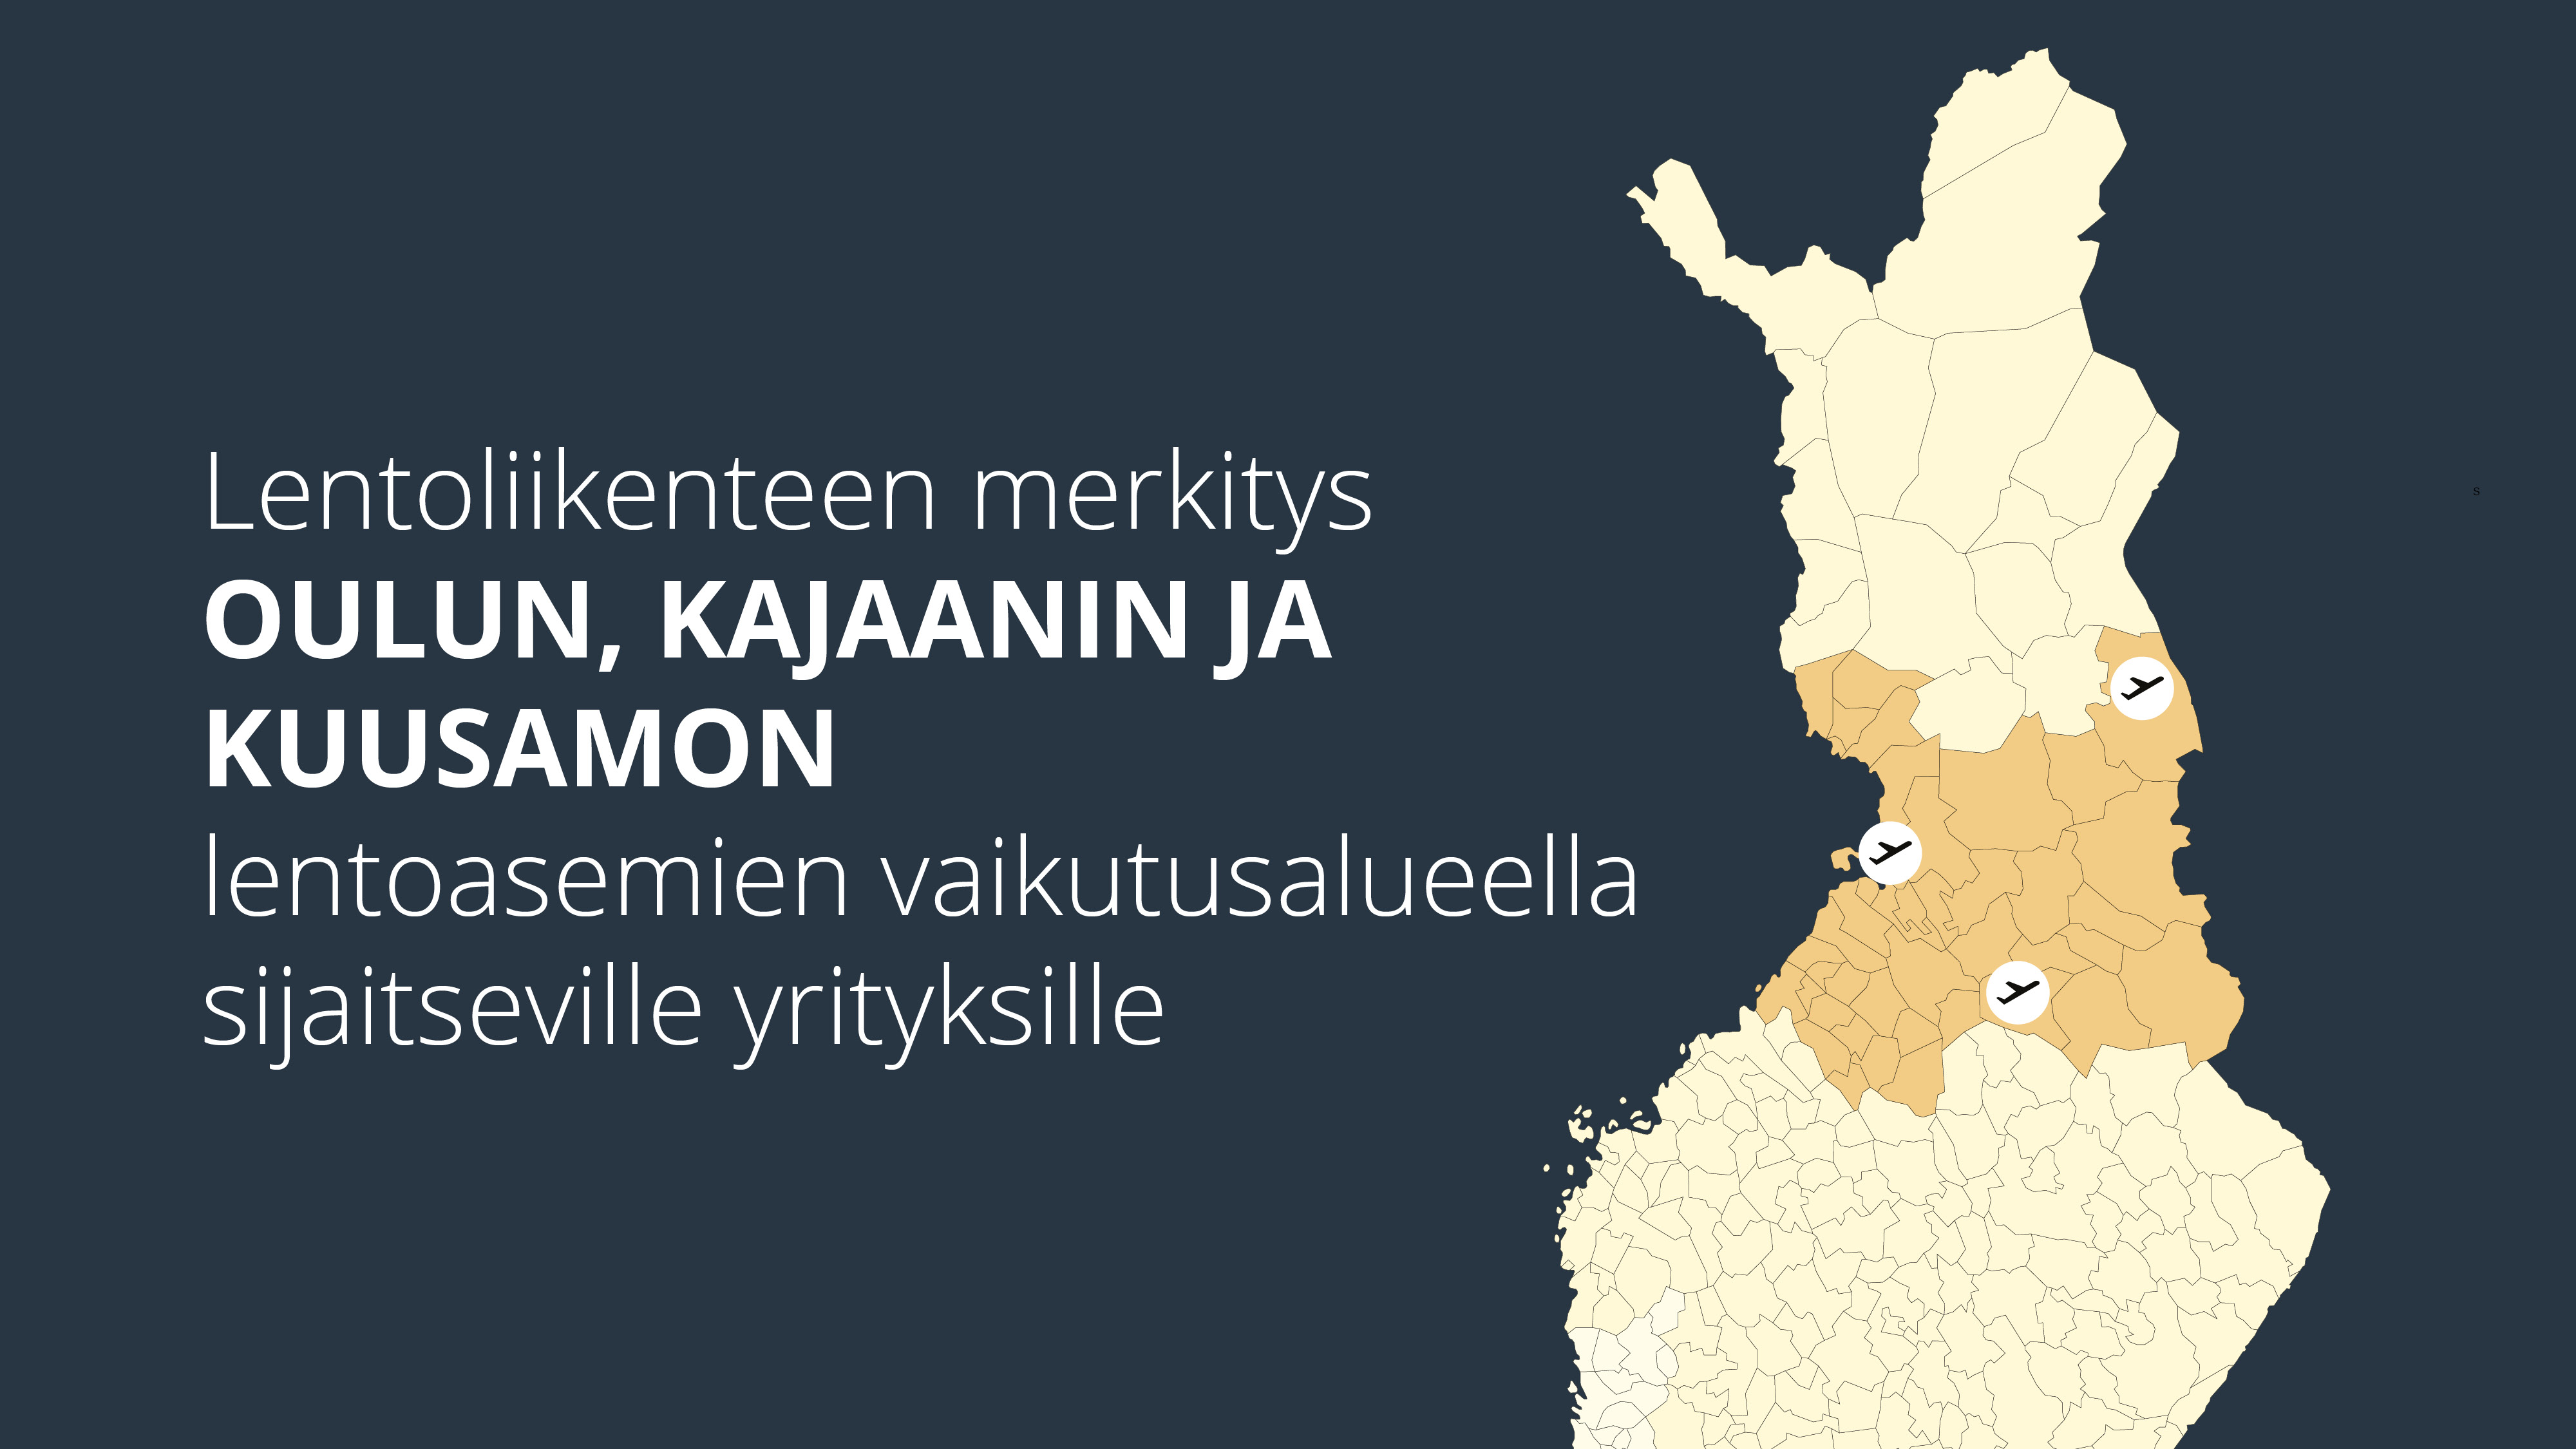 Lentoliikenteen merkitys
OULUN, KAJAANIN JA
KUUSAMON
lentoasemien vaikutusalueella
sijaitseville yrityksille
s